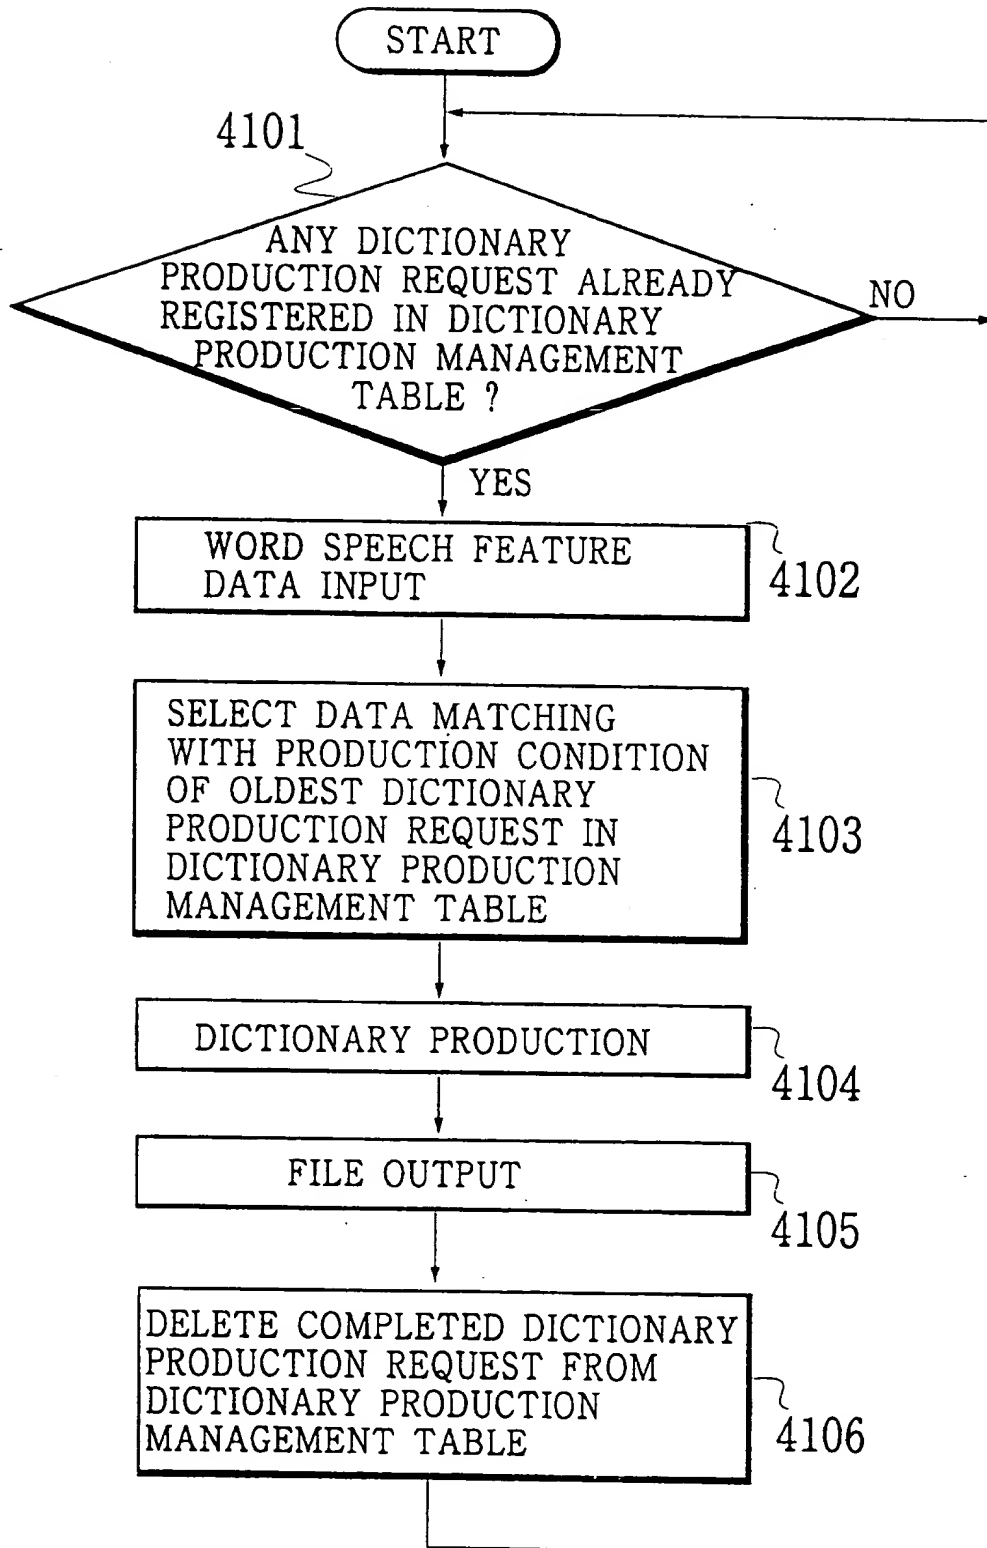 START
4101
ANY DICTIONARY
PRODUCTION REQUEST ALREADY
REGISTERED IN DICTIONARY
PRODUCTION MANAGEMENT
TABLE ?
NO
YES
WORD SPEECH FEATURE
DATA INPUT
4102
SELECT DATA MATCHING
WITH PRODUCTION CONDITION
OF OLDEST DICTIONARY
PRODUCTION REQUEST IN
DICTIONARY PRODUCTION
MANAGEMENT TABLE
4103
DICTIONARY PRODUCTION
4104
FILE OUTPUT
4105
DELETE COMPLETED DICTIONARY
PRODUCTION REQUEST FROM
DICTIONARY PRODUCTION
MANAGEMENT TABLE
4106